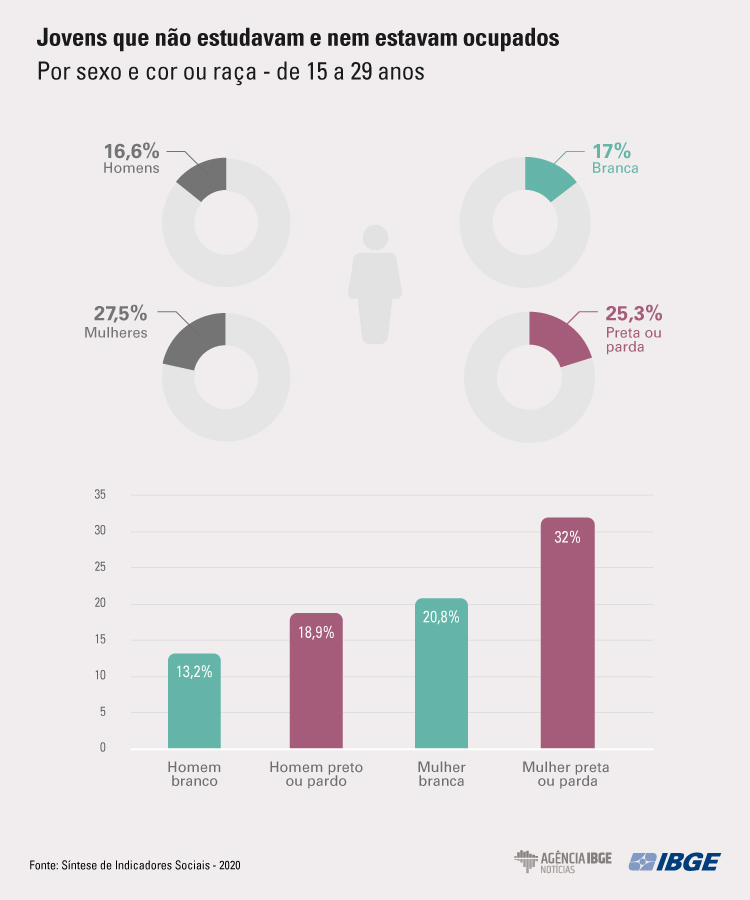 Jovens que não estudavam e nem estavam ocupados
Por sexo e cor ou raça - de 15 a 29 anos
16,6%
Homens
17%
Branca
27,5%
Mulheres
25,3%
Preta ou
parda
35
30
25
20
15
10
5
0
13,2%
18,9%
20,8%
32%
Homem
branco
Homem preto
ou pardo
Mulher
branca
Mulher preta
ou parda
Fonte: Síntese de Indicadores Sociais - 2020
AGÊNCIA IBGE
NOTÍCIAS
IBGE